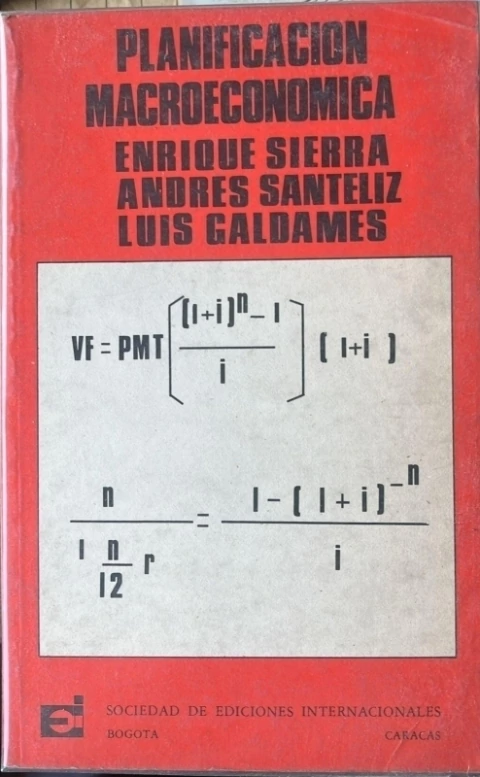 PLANIFICACION
MACROECONOMICA
ENRIQUE SIERRA
ANDRES SANTELIZ
LUIS GALDAMES
VF = PMT [ (1+i)^n - 1 / i ] ( 1+i )
n / 1 n/12 r = 1 - ( 1 + i )^-n / i
ei SOCIEDAD DE EDICIONES INTERNACIONALES
BOGOTA CARACAS